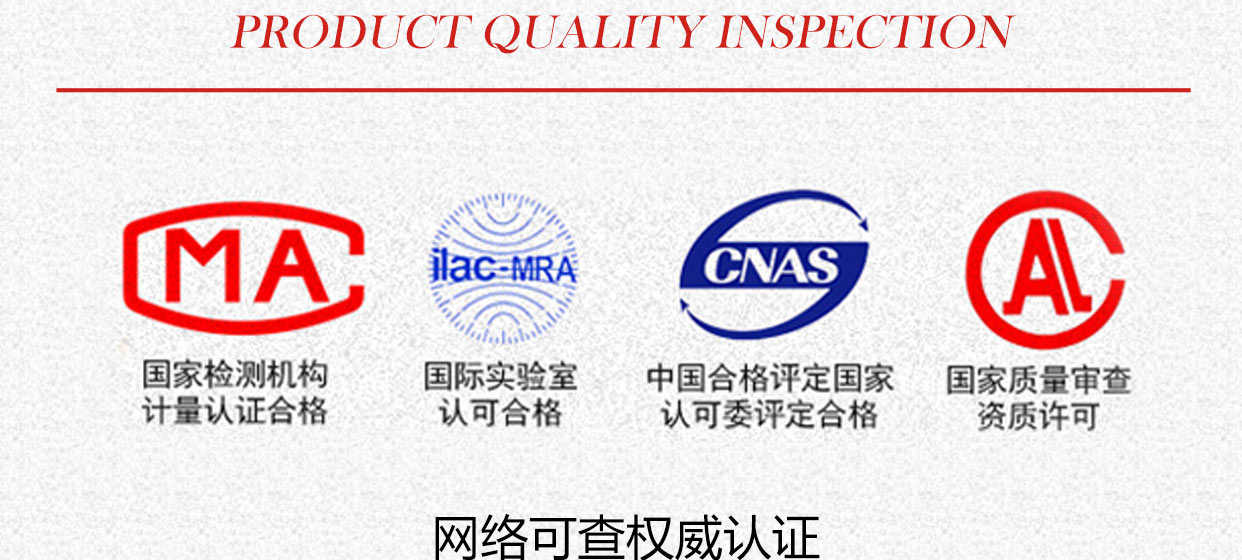 PRODUCT QUALITY INSPECTION
MA
ilac-MRA
CNAS
AL
国家检测机构
计量认证合格
国际实验室
认可合格
中国合格评定国家
认可委评定合格
国家质量审查
资质许可
网络可查权威认证